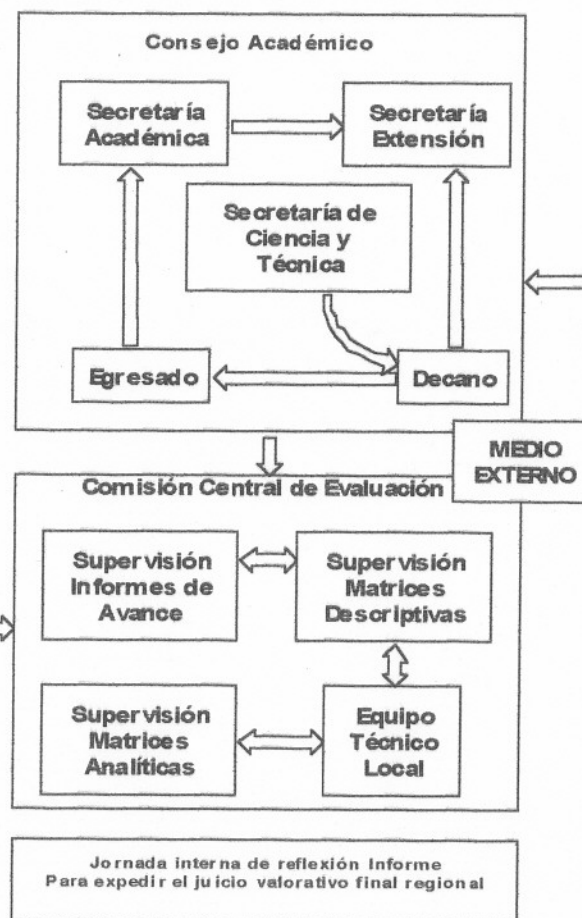 Consejo Académico
Secretaría
Académica
Secretaría
Extensión
Secretaría de
Ciencia y
Técnica
Egresado
Decano
MEDIO
EXTERNO
Comisión Central de Evaluación
Supervisión
Informes de
Avance
Supervisión
Matrices
Descriptivas
Supervisión
Matrices
Analíticas
Equipo
Técnico
Local
Jornada interna de reflexión Informe
Para expedir el juicio valorativo final regional